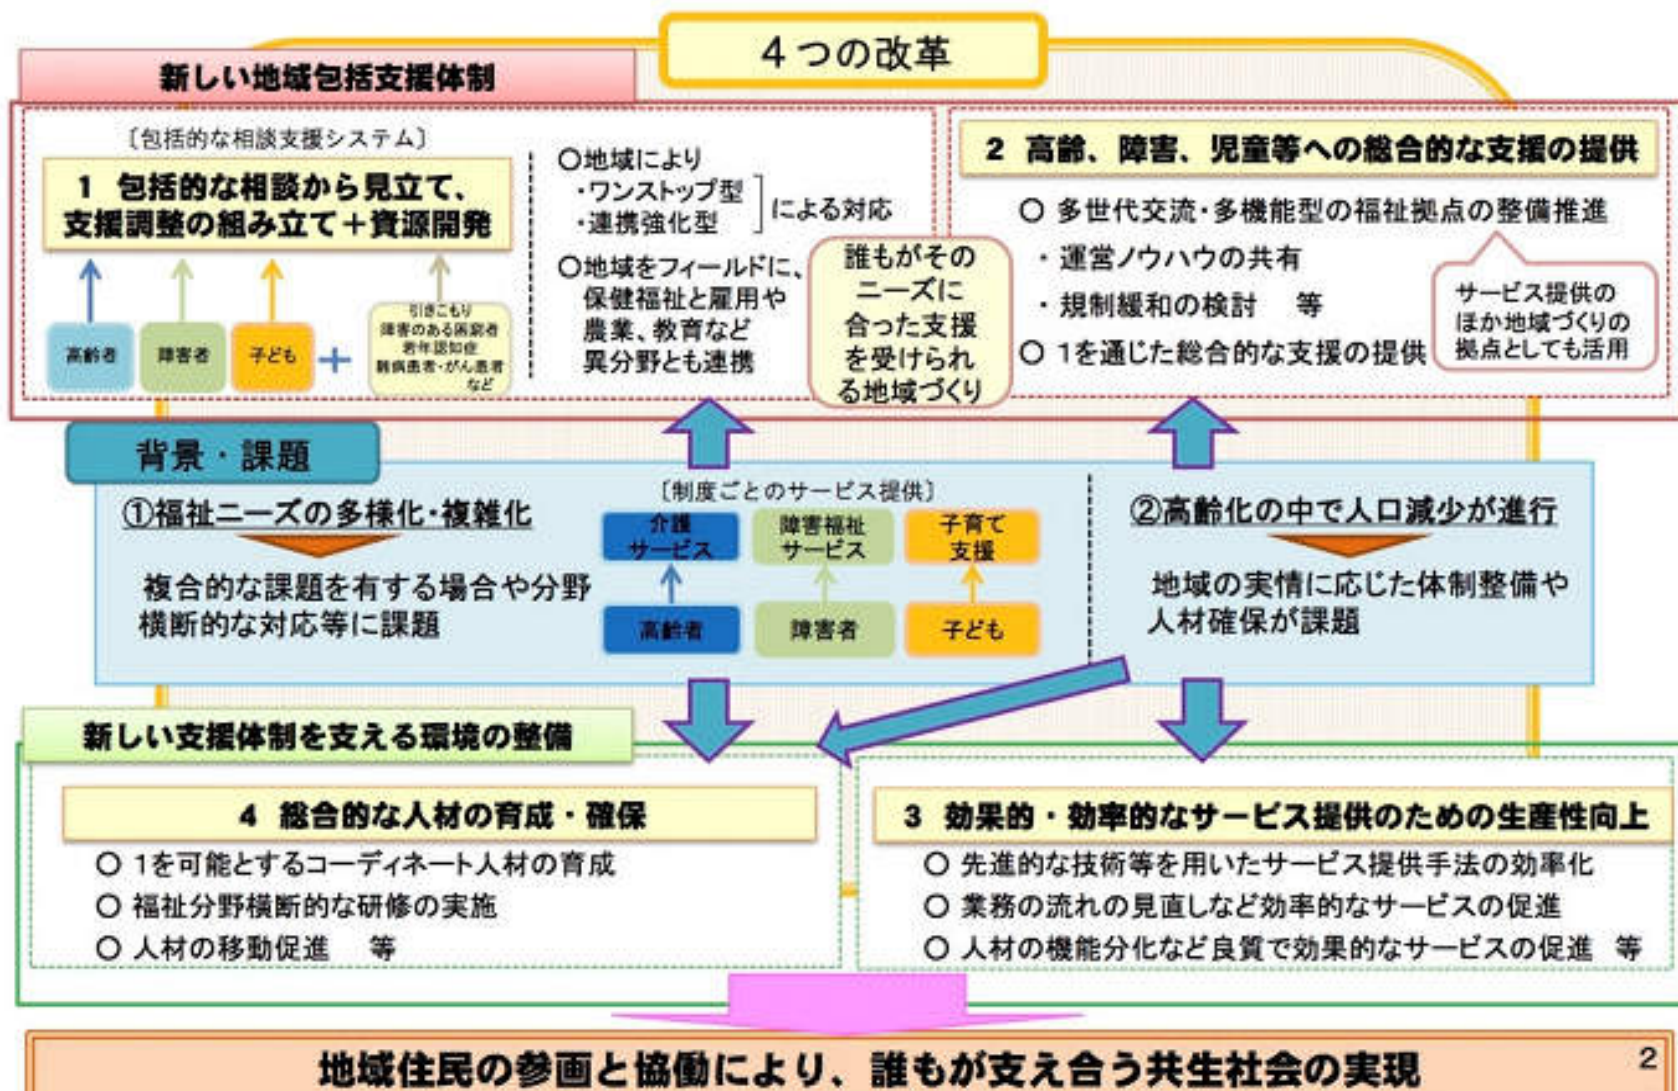 4つの改革
新しい地域包括支援体制
〔包括的な相談支援システム〕
1 包括的な相談から見立て、
支援調整の組み立て＋資源開発
高齢者
障害者
子ども
＋
引きこもり
障害のある困窮者
若年認知症
難病患者・がん患者
など
○地域により
・ワンストップ型
・連携強化型
による対応
○地域をフィールドに、
保健福祉と雇用や
農業、教育など
異分野とも連携
誰もがその
ニーズに
合った支援
を受けられ
る地域づくり
2 高齢、障害、児童等への総合的な支援の提供
○ 多世代交流・多機能型の福祉拠点の整備推進
・運営ノウハウの共有
・規制緩和の検討　等
○ 1を通じた総合的な支援の提供
サービス提供の
ほか地域づくりの
拠点としても活用
背景・課題
①福祉ニーズの多様化・複雑化
複合的な課題を有する場合や分野
横断的な対応等に課題
〔制度ごとのサービス提供〕
介護
サービス
障害福祉
サービス
子育て
支援
高齢者
障害者
子ども
②高齢化の中で人口減少が進行
地域の実情に応じた体制整備や
人材確保が課題
新しい支援体制を支える環境の整備
4 総合的な人材の育成・確保
○ 1を可能とするコーディネート人材の育成
○ 福祉分野横断的な研修の実施
○ 人材の移動促進　等
3 効果的・効率的なサービス提供のための生産性向上
○ 先進的な技術等を用いたサービス提供手法の効率化
○ 業務の流れの見直しなど効率的なサービスの促進
○ 人材の機能分化など良質で効果的なサービスの促進　等
地域住民の参画と協働により、誰もが支え合う共生社会の実現
2